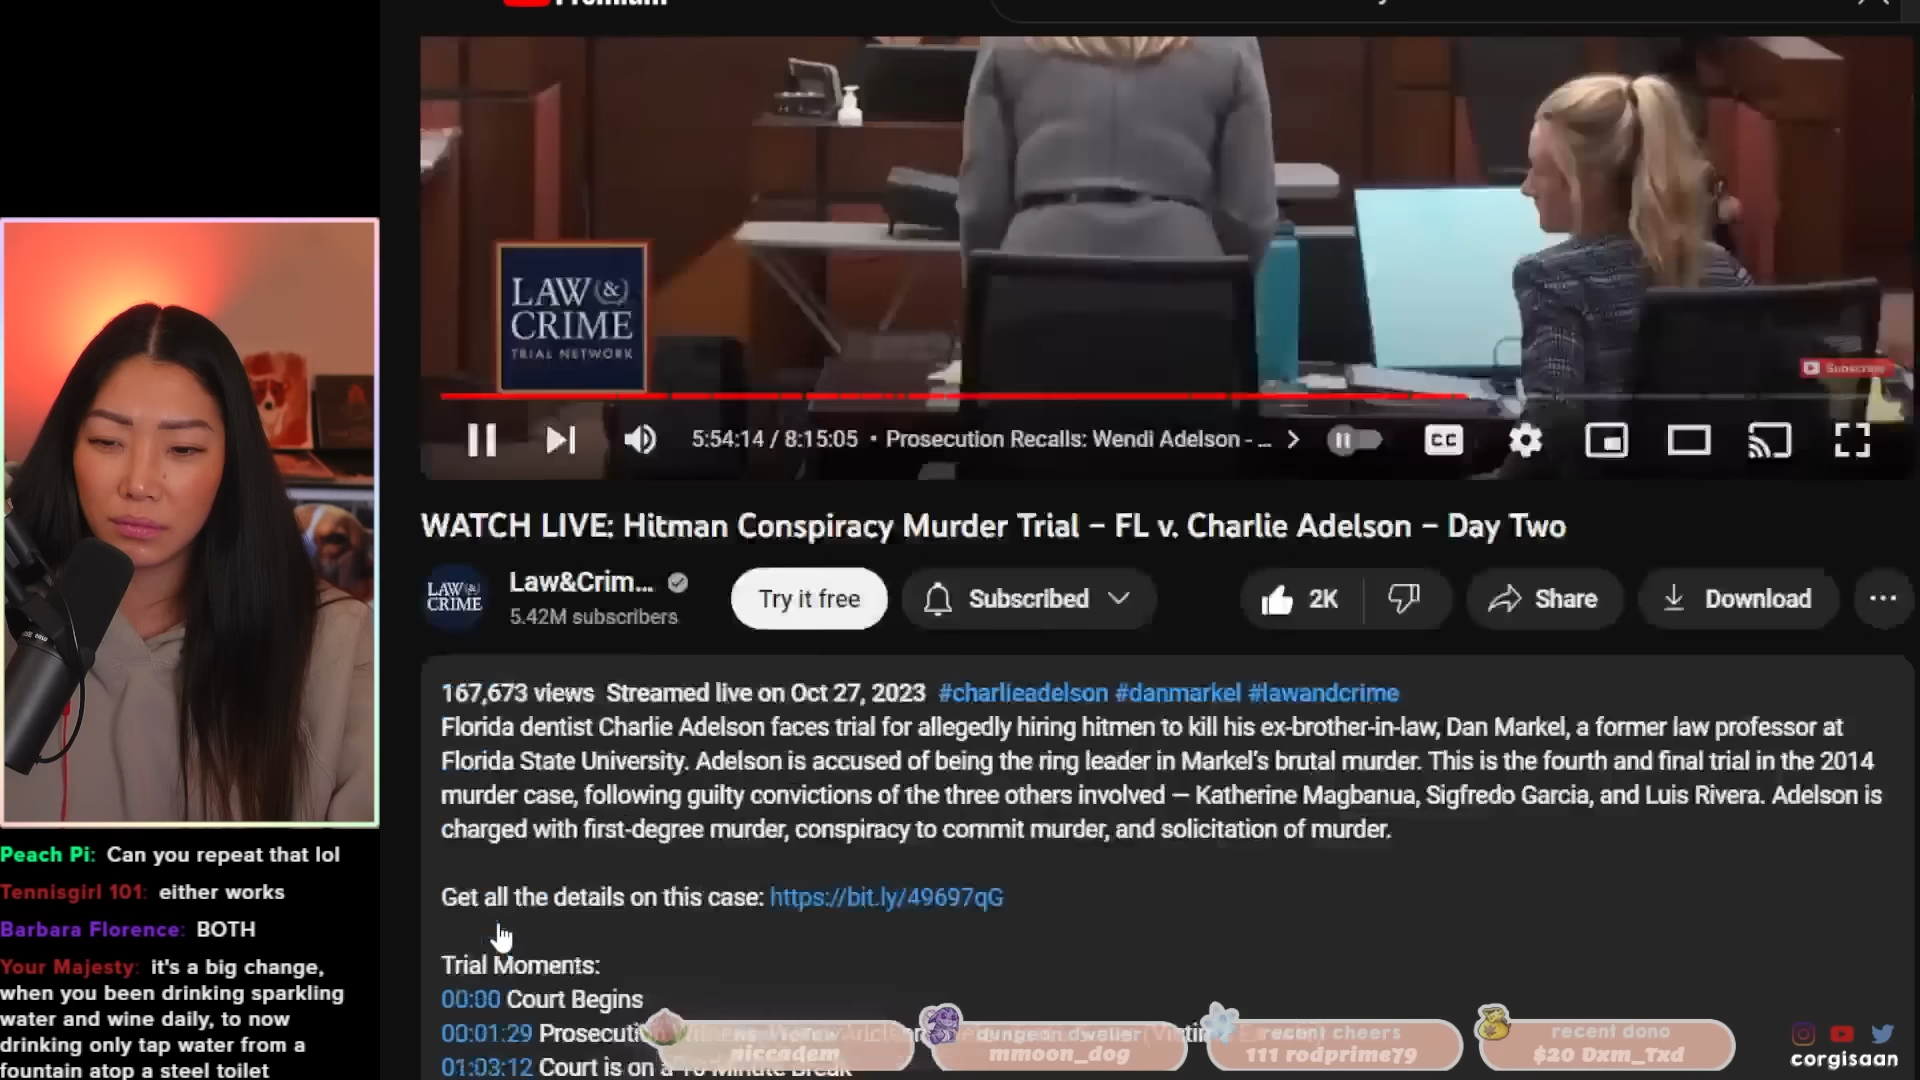 LAW &
CRIME
TRIAL NETWORK
Subscribe
5:54:14 / 8:15:05 • Prosecution Recalls: Wendi Adelson - ...
CC
WATCH LIVE: Hitman Conspiracy Murder Trial – FL v. Charlie Adelson – Day Two
LAW &
CRIME
Law&Crim...
5.42M subscribers
Try it free
Subscribed
2K
Share
Download
167,673 views Streamed live on Oct 27, 2023 #charlieadelson #danmarkel #lawandcrime
Florida dentist Charlie Adelson faces trial for allegedly hiring hitmen to kill his ex-brother-in-law, Dan Markel, a former law professor at
Florida State University. Adelson is accused of being the ring leader in Markel's brutal murder. This is the fourth and final trial in the 2014
murder case, following guilty convictions of the three others involved — Katherine Magbanua, Sigfredo Garcia, and Luis Rivera. Adelson is
charged with first-degree murder, conspiracy to commit murder, and solicitation of murder.
Get all the details on this case: https://bit.ly/49697qG
Trial Moments:
00:00 Court Begins
00:01:29
01:03:12 Court is on a 10 Minute Break
Peach Pi: Can you repeat that lol
Tennisgirl 101: either works
Barbara Florence: BOTH
Your Majesty: it's a big change,
when you been drinking sparkling
water and wine daily, to now
drinking only tap water from a
fountain atop a steel toilet
niccadem
dungeon dweller
mmoon_dog
recent cheers
111 rodprime79
recent dono
$20 Dxm_Txd
corgisaan